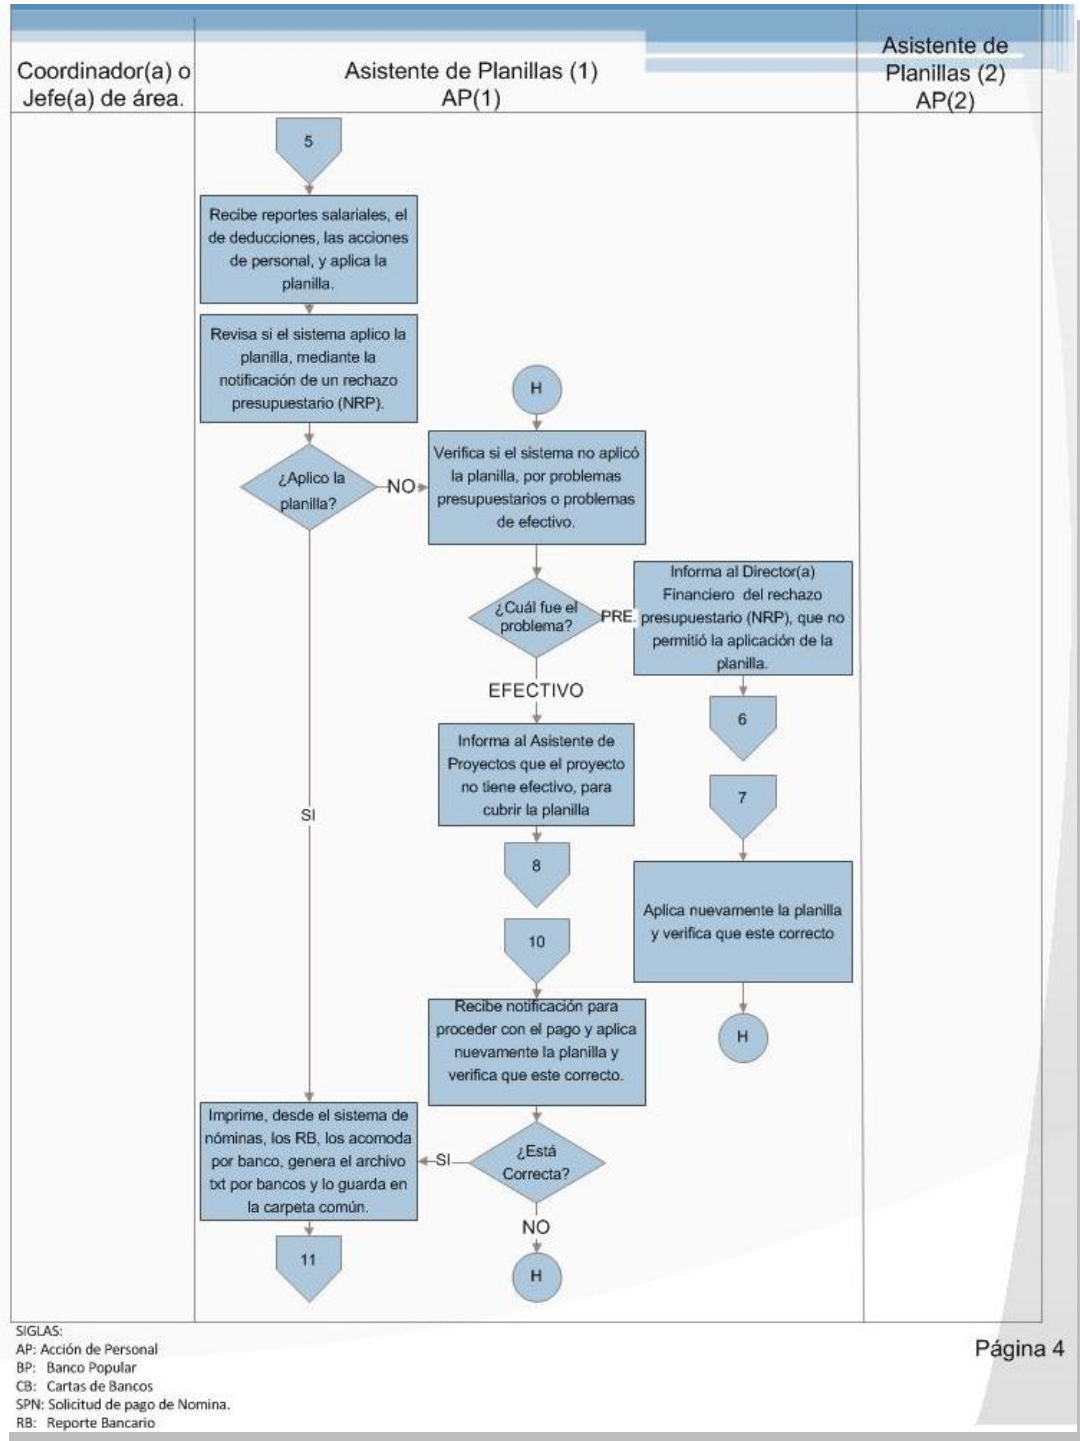 Coordinador(a) o
Jefe(a) de área.
Asistente de Planillas (1)
AP(1)
Asistente de
Planillas (2)
AP(2)
5
Recibe reportes salariales, el
de deducciones, las acciones
de personal, y aplica la
planilla.
Revisa si el sistema aplico la
planilla, mediante la
notificación de un rechazo
presupuestario (NRP).
¿Aplico la
planilla?
NO
H
Verifica si el sistema no aplicó
la planilla, por problemas
presupuestarios o problemas
de efectivo.
¿Cuál fue el
problema?
PRE.
Informa al Director(a)
Financiero del rechazo
presupuestario (NRP), que no
permitió la aplicación de la
planilla.
6
EFECTIVO
Informa al Asistente de
Proyectos que el proyecto
no tiene efectivo, para
cubrir la planilla
8
7
Aplica nuevamente la planilla
y verifica que este correcto
H
SI
10
Recibe notificación para
proceder con el pago y aplica
nuevamente la planilla y
verifica que este correcto.
¿Está
Correcta?
SI
NO
H
Imprime, desde el sistema de
nóminas, los RB, los acomoda
por banco, genera el archivo
txt por bancos y lo guarda en
la carpeta común.
11
SIGLAS:
AP: Acción de Personal
BP: Banco Popular
CB: Cartas de Bancos
SPN: Solicitud de pago de Nomina.
RB: Reporte Bancario
Página 4